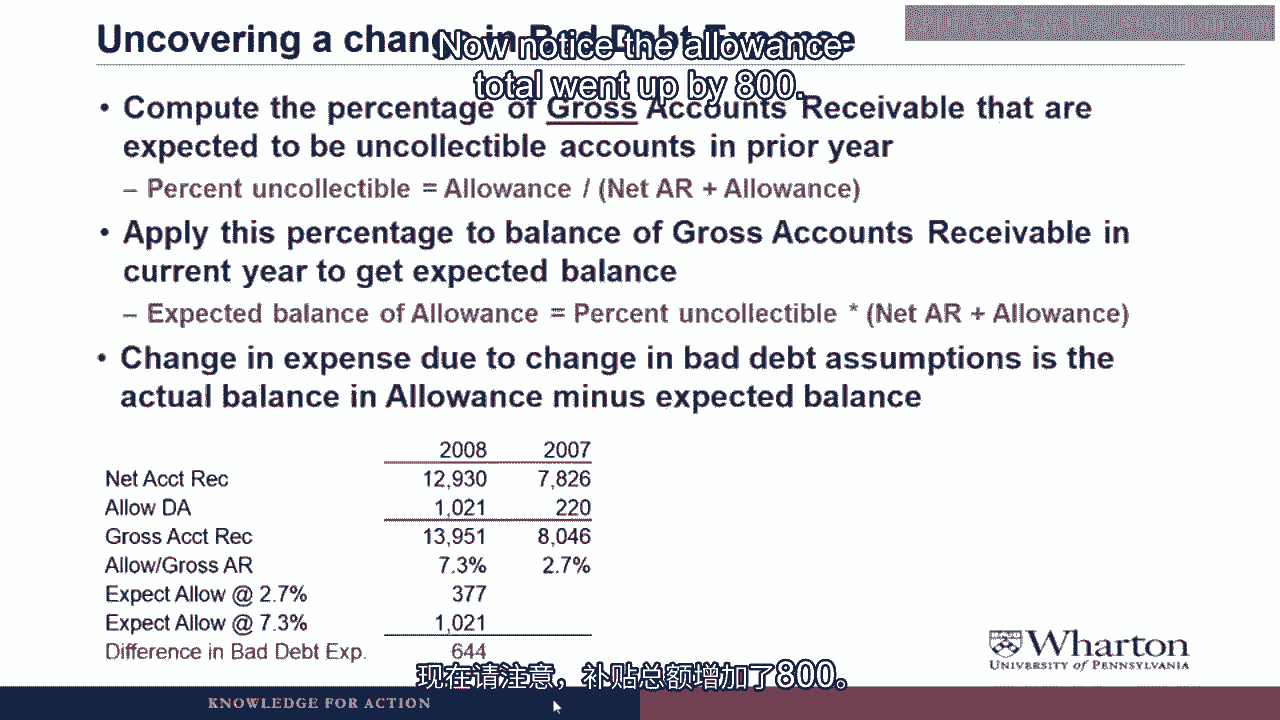 Uncovering a change in Bad Debt Expense
Now notice the allowance
total went up by 800.
• Compute the percentage of Gross Accounts Receivable that are
expected to be uncollectible accounts in prior year
– Percent uncollectible = Allowance / (Net AR + Allowance)
• Apply this percentage to balance of Gross Accounts Receivable in
current year to get expected balance
– Expected balance of Allowance = Percent uncollectible * (Net AR + Allowance)
• Change in expense due to change in bad debt assumptions is the
actual balance in Allowance minus expected balance
2008 2007
Net Acct Rec 12,930 7,826
Allow DA 1,021 220
Gross Acct Rec 13,951 8,046
Allow/Gross AR 7.3% 2.7%
Expect Allow @ 2.7% 377
Expect Allow @ 7.3% 1,021
Difference in Bad Debt Exp. 644
Wharton
UNIVERSITY of PENNSYLVANIA
现在请注意，补贴总额增加了800。
KNOWLEDGE FOR ACTION